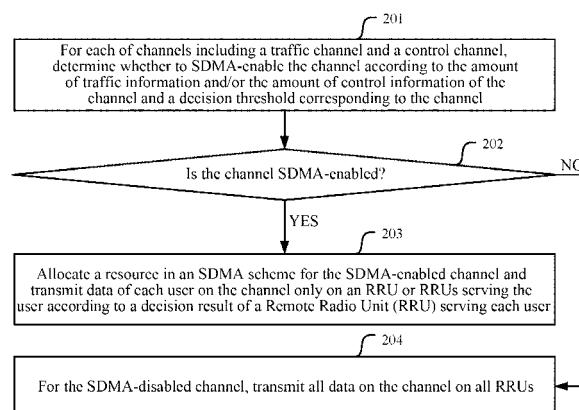 201
For each of channels including a traffic channel and a control channel,
determine whether to SDMA-enable the channel according to the amount
of traffic information and/or the amount of control information of the
channel and a decision threshold corresponding to the channel
202
Is the channel SDMA-enabled?
NO
YES
203
Allocate a resource in an SDMA scheme for the SDMA-enabled channel and
transmit data of each user on the channel only on an RRU or RRUs serving the
user according to a decision result of a Remote Radio Unit (RRU) serving each user
204
For the SDMA-disabled channel, transmit all data on the channel on all RRUs